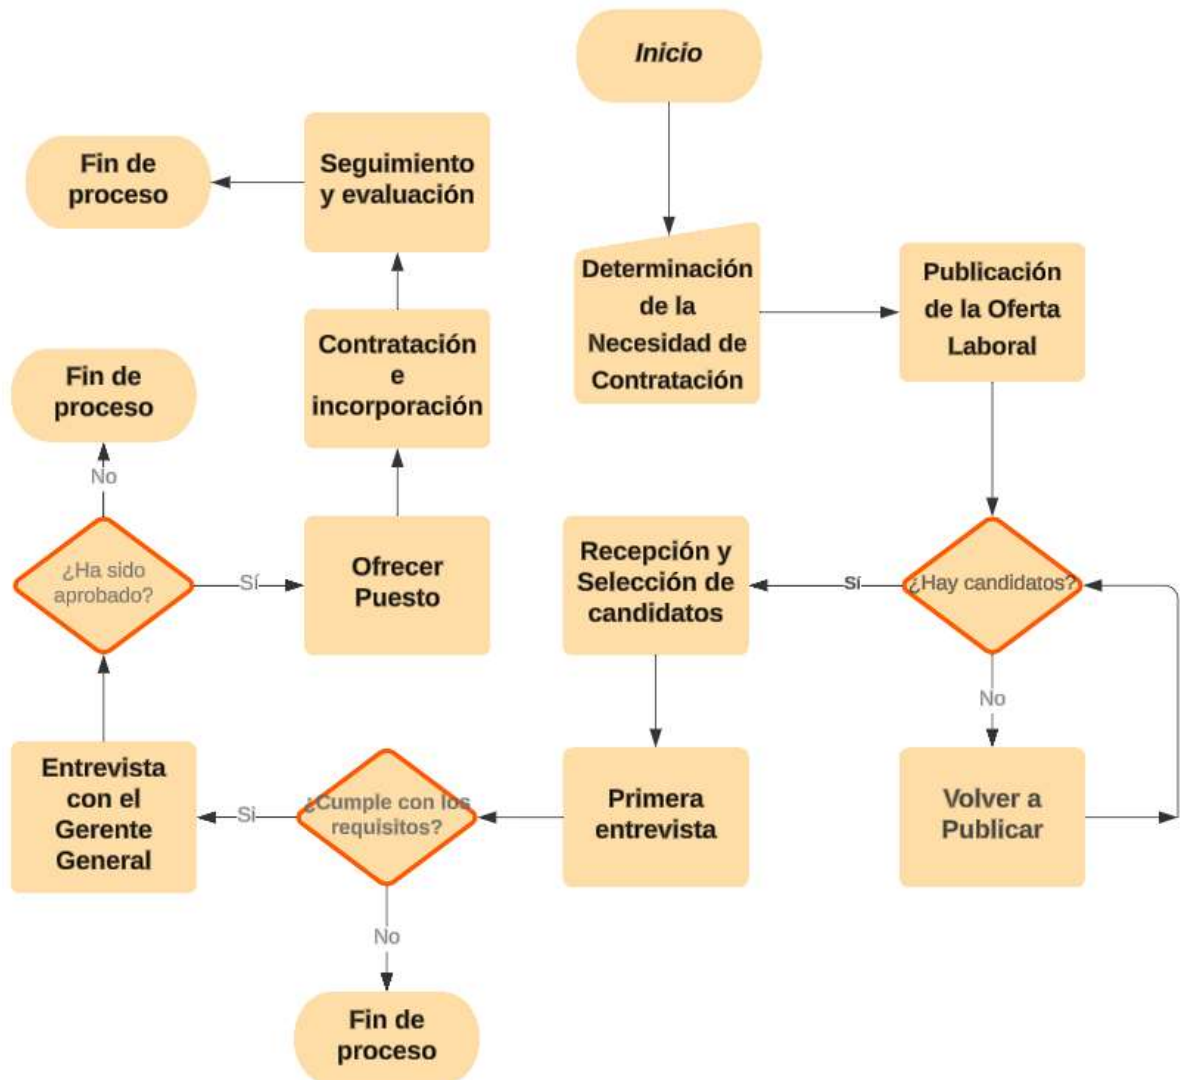 Inicio
Determinación
de la
Necesidad de
Contratación
Publicación
de la Oferta
Laboral
¿Hay candidatos?
No
Volver a
Publicar
Sí
Recepción y
Selección de
candidatos
Primera
entrevista
¿Cumple con los
requisitos?
No
Fin de
proceso
Si
Entrevista
con el
Gerente
General
¿Ha sido
aprobado?
No
Fin de
proceso
Sí
Ofrecer
Puesto
Contratación
e
incorporación
Seguimiento
y evaluación
Fin de
proceso